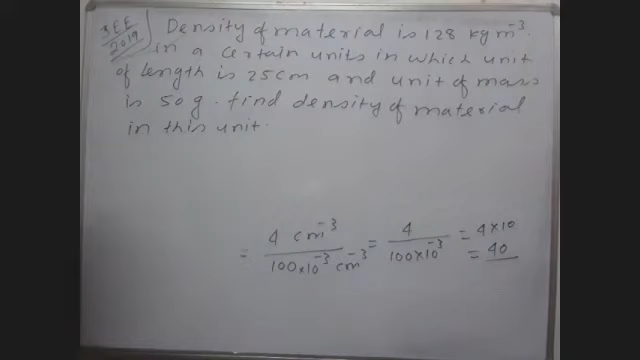 JEE 2019
Density of material is 128 kg m⁻³
in a certain units in which unit
of length is 25cm and unit of mass
is 50 g. find density of material
in this unit.
= 4 cm⁻³ / 100×10⁻³ cm⁻³ = 4 / 100×10⁻³ = 4×10
= 40